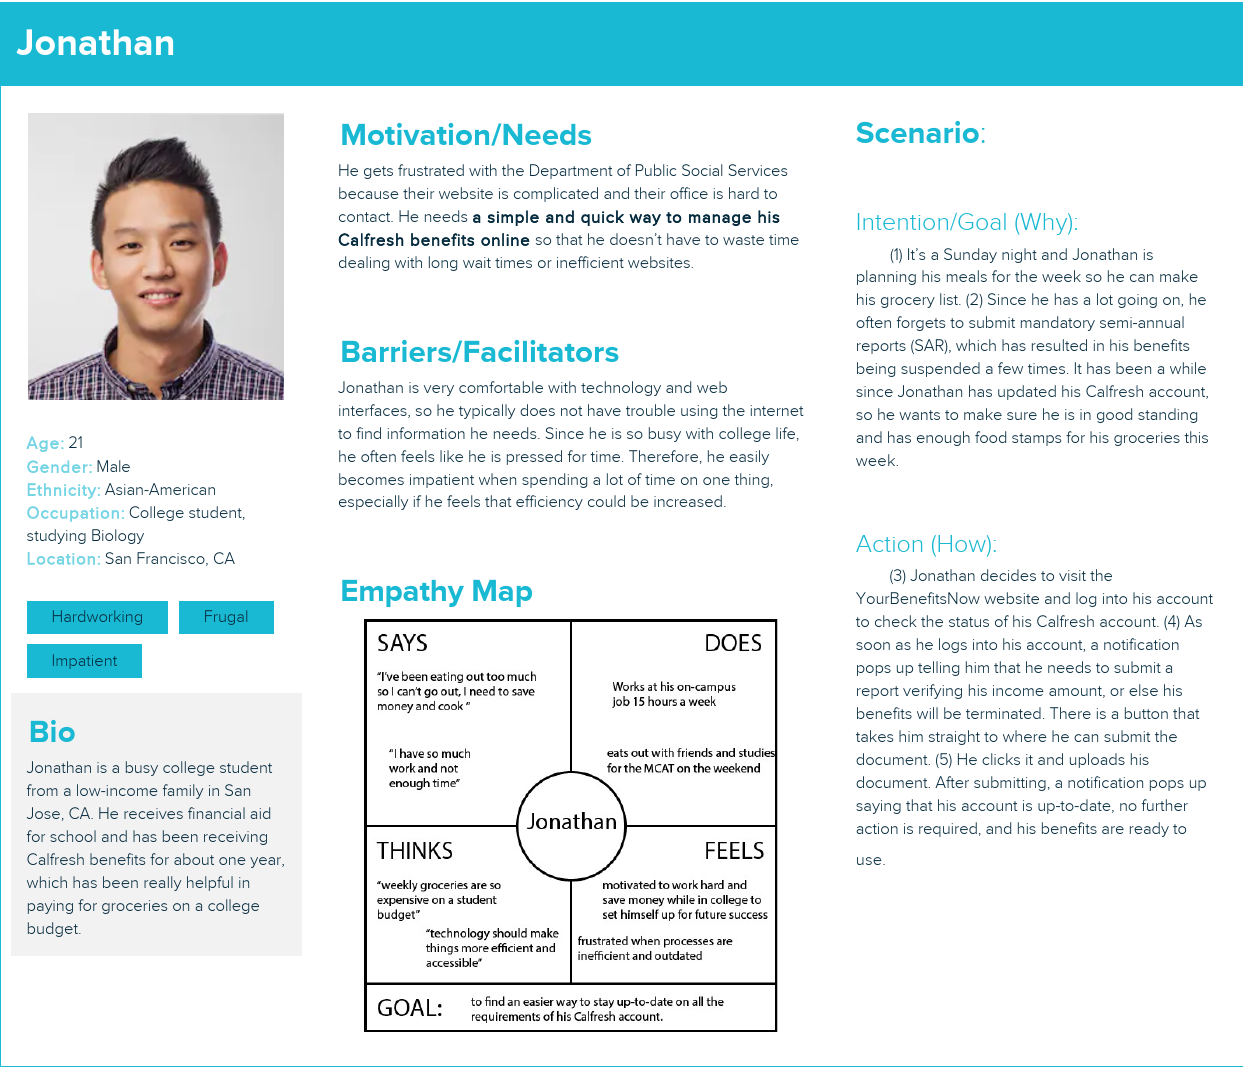 Jonathan
Age: 21
Gender: Male
Ethnicity: Asian-American
Occupation: College student,
studying Biology
Location: San Francisco, CA
Hardworking
Frugal
Impatient
Bio
Jonathan is a busy college student
from a low-income family in San
Jose, CA. He receives financial aid
for school and has been receiving
Calfresh benefits for about one year,
which has been really helpful in
paying for groceries on a college
budget.
Motivation/Needs
He gets frustrated with the Department of Public Social Services
because their website is complicated and their office is hard to
contact. He needs a simple and quick way to manage his
Calfresh benefits online so that he doesn't have to waste time
dealing with long wait times or inefficient websites.
Barriers/Facilitators
Jonathan is very comfortable with technology and web
interfaces, so he typically does not have trouble using the internet
to find information he needs. Since he is so busy with college life,
he often feels like he is pressed for time. Therefore, he easily
becomes impatient when spending a lot of time on one thing,
especially if he feels that efficiency could be increased.
Empathy Map
SAYS
"I've been eating out too much
so I can't go out, I need to save
money and cook "
"I have so much
work and not
enough time"
DOES
Works at his on-campus
job 15 hours a week
eats out with friends and studies
for the MCAT on the weekend
Jonathan
THINKS
"weekly groceries are so
expensive on a student
budget"
"technology should make
things more efficient and
accessible"
FEELS
motivated to work hard and
save money while in college to
set himself up for future success
frustrated when processes are
inefficient and outdated
GOAL:
to find an easier way to stay up-to-date on all the
requirements of his Calfresh account.
Scenario:
Intention/Goal (Why):
(1) It's a Sunday night and Jonathan is
planning his meals for the week so he can make
his grocery list. (2) Since he has a lot going on, he
often forgets to submit mandatory semi-annual
reports (SAR), which has resulted in his benefits
being suspended a few times. It has been a while
since Jonathan has updated his Calfresh account,
so he wants to make sure he is in good standing
and has enough food stamps for his groceries this
week.
Action (How):
(3) Jonathan decides to visit the
YourBenefitsNow website and log into his account
to check the status of his Calfresh account. (4) As
soon as he logs into his account, a notification
pops up telling him that he needs to submit a
report verifying his income amount, or else his
benefits will be terminated. There is a button that
takes him straight to where he can submit the
document. (5) He clicks it and uploads his
document. After submitting, a notification pops up
saying that his account is up-to-date, no further
action is required, and his benefits are ready to
use.